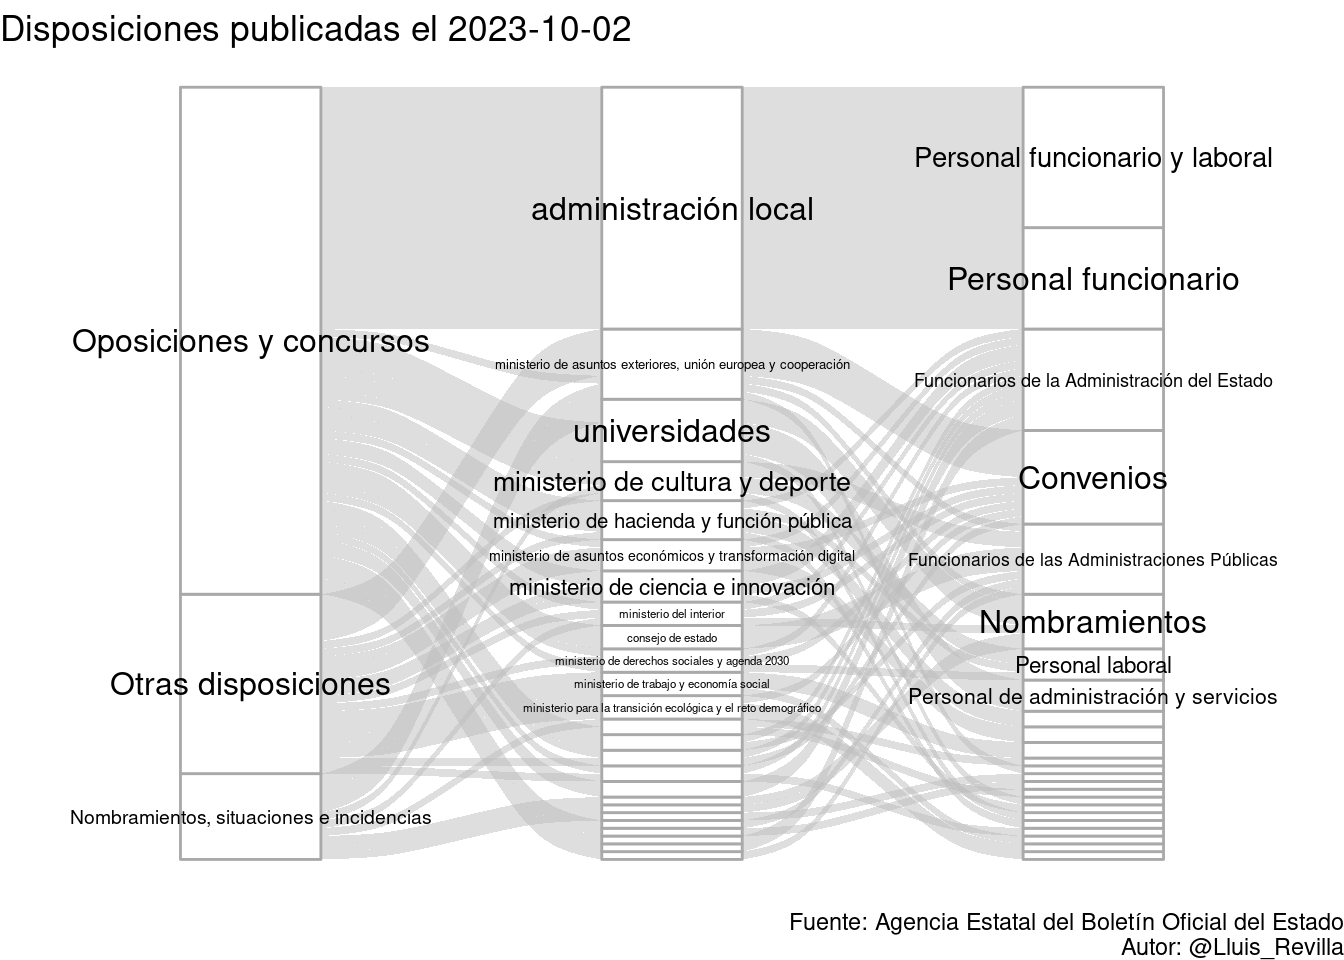 Disposiciones publicadas el 2023-10-02
Oposiciones y concursos
Otras disposiciones
Nombramientos, situaciones e incidencias
administración local
ministerio de asuntos exteriores, unión europea y cooperación
universidades
ministerio de cultura y deporte
ministerio de hacienda y función pública
ministerio de asuntos económicos y transformación digital
ministerio de ciencia e innovación
ministerio del interior
consejo de estado
ministerio de derechos sociales y agenda 2030
ministerio de trabajo y economía social
ministerio para la transición ecológica y el reto demográfico
Personal funcionario y laboral
Personal funcionario
Funcionarios de la Administración del Estado
Convenios
Funcionarios de las Administraciones Públicas
Nombramientos
Personal laboral
Personal de administración y servicios
Fuente: Agencia Estatal del Boletín Oficial del Estado
Autor: @Lluis_Revilla